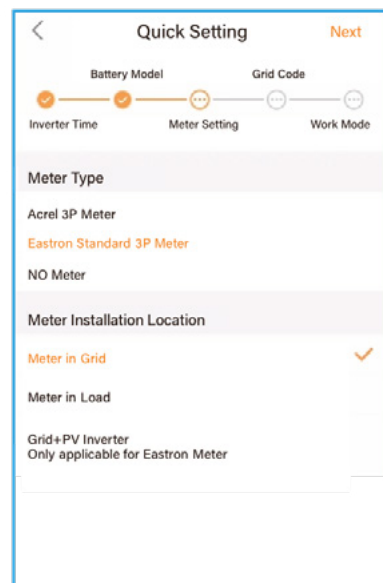 Quick Setting
Next
Battery Model
Grid Code
Inverter Time
Meter Setting
Work Mode
Meter Type
Acrel 3P Meter
Eastron Standard 3P Meter
NO Meter
Meter Installation Location
Meter in Grid
Meter in Load
Grid+PV Inverter
Only applicable for Eastron Meter